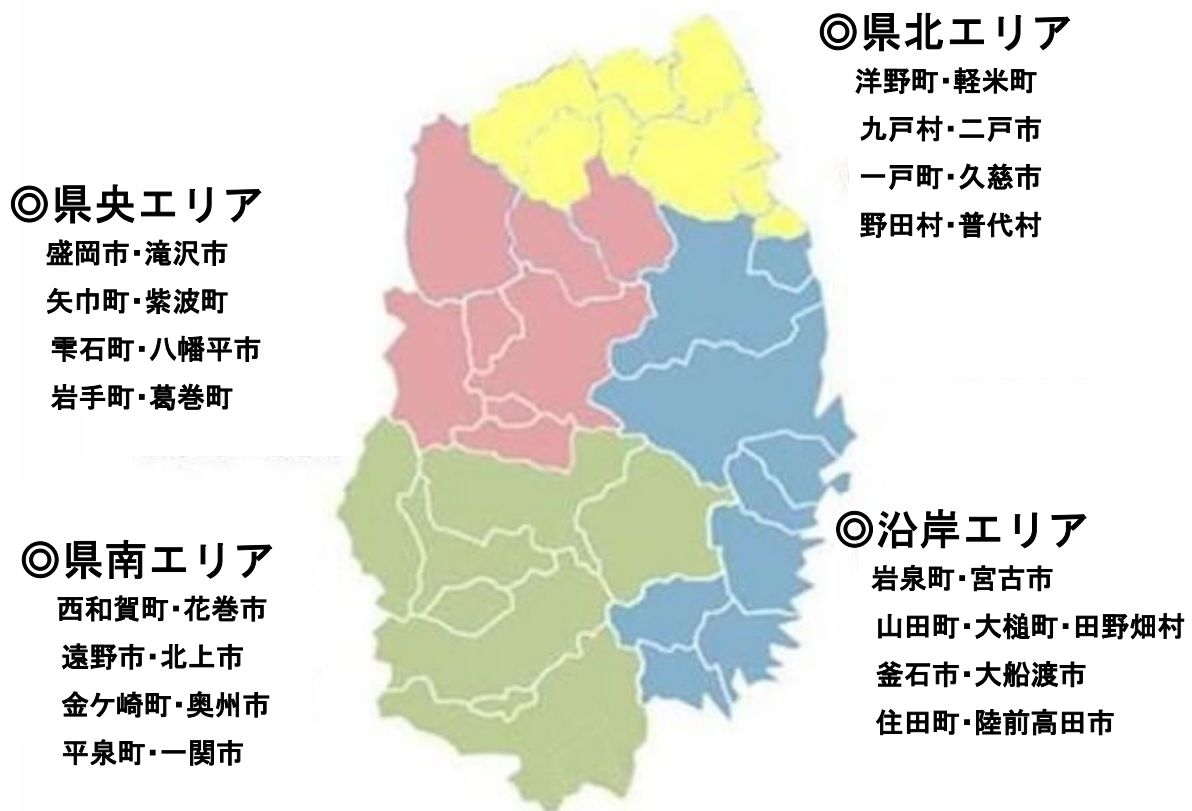 ◎県北エリア
洋野町・軽米町
九戸村・二戸市
一戸町・久慈市
野田村・普代村
◎県央エリア
盛岡市・滝沢市
矢巾町・紫波町
雫石町・八幡平市
岩手町・葛巻町
◎県南エリア
西和賀町・花巻市
遠野市・北上市
金ケ崎町・奥州市
平泉町・一関市
◎沿岸エリア
岩泉町・宮古市
山田町・大槌町・田野畑村
釜石市・大船渡市
住田町・陸前高田市